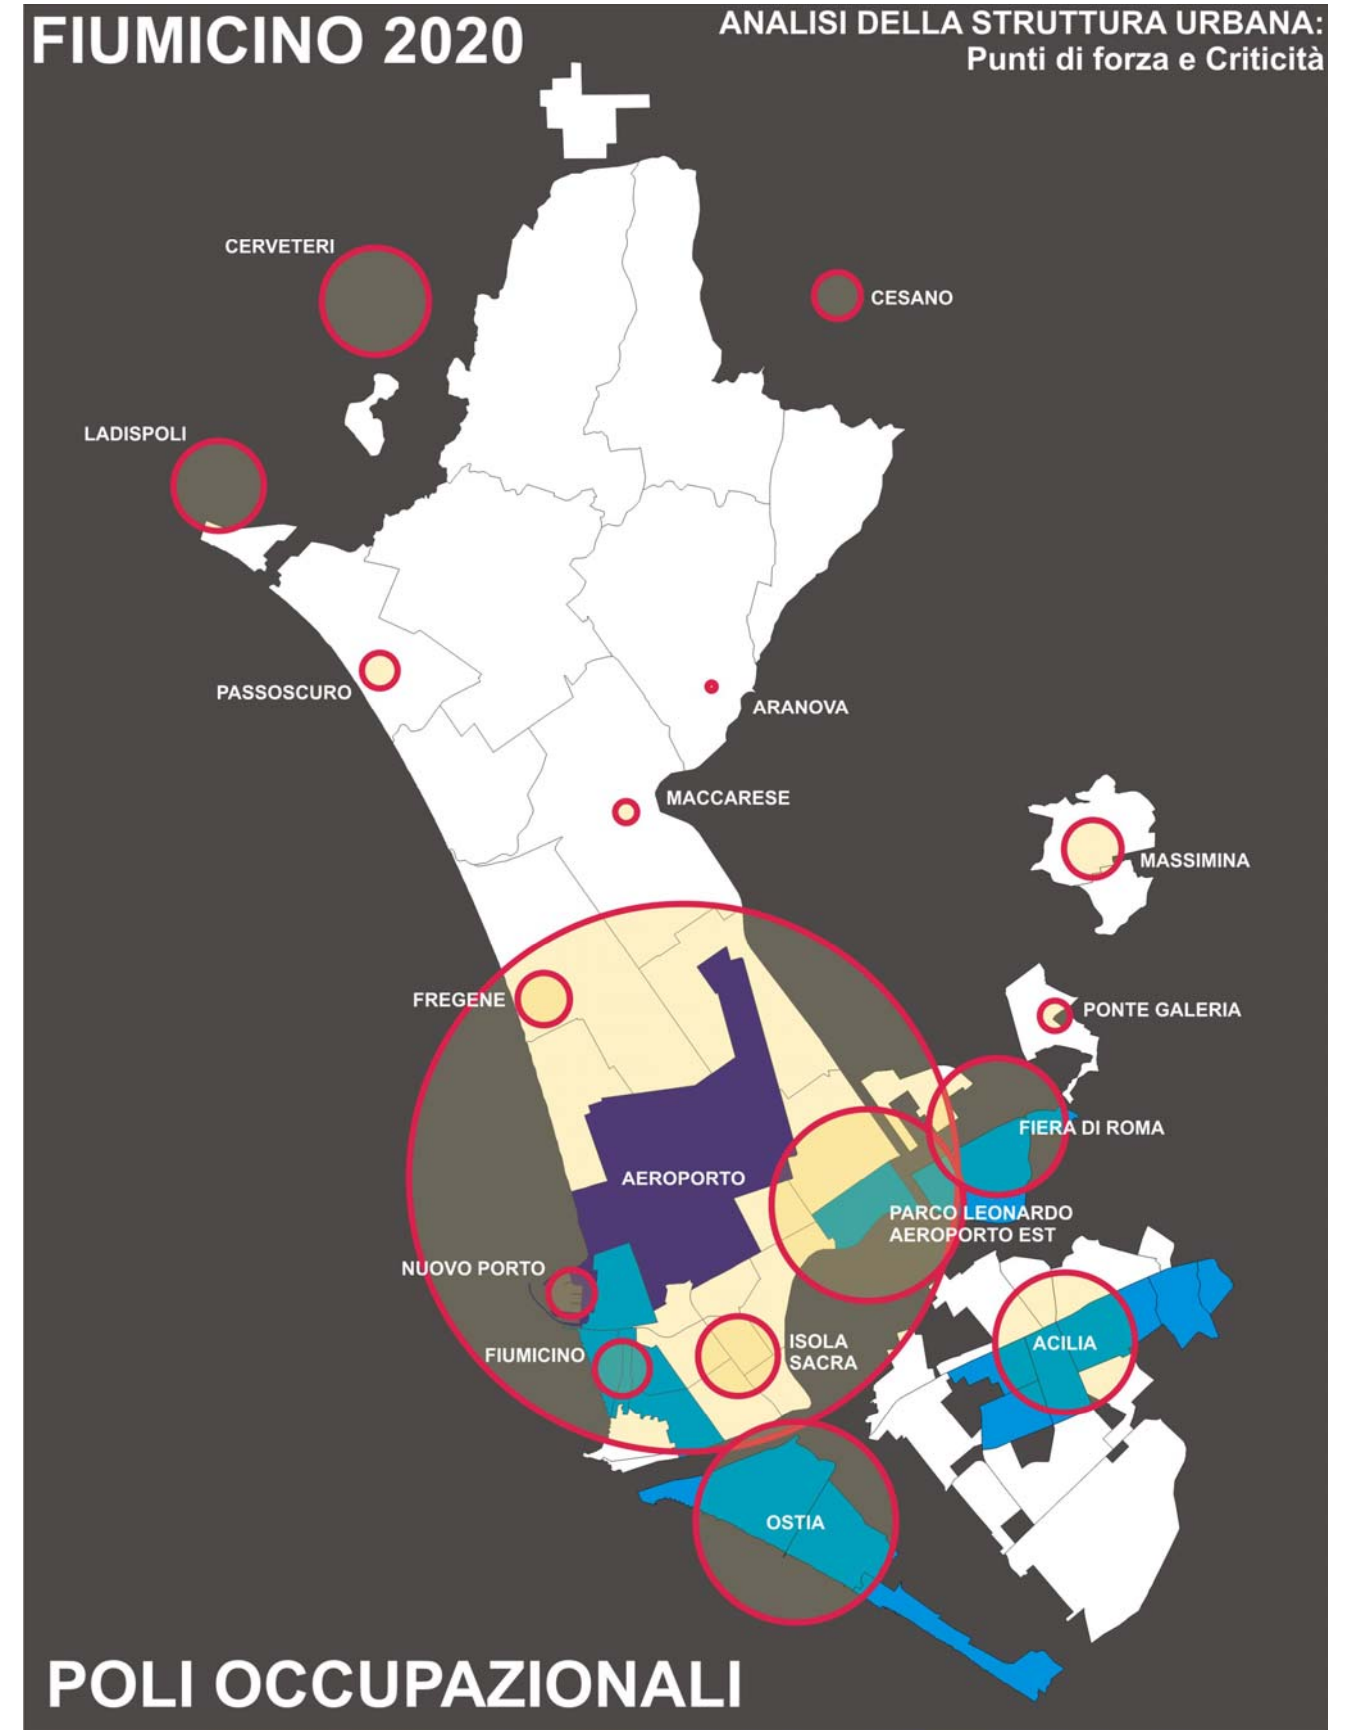 FIUMICINO 2020
ANALISI DELLA STRUTTURA URBANA:
Punti di forza e Criticità
CERVETERI
CESANO
LADISPOLI
PASSOSCURO
ARANOVA
MACCARESE
MASSIMINA
FREGENE
PONTE GALERIA
FIERA DI ROMA
AEROPORTO
PARCO LEONARDO
AEROPORTO EST
NUOVO PORTO
FIUMICINO
ISOLA
SACRA
ACILIA
OSTIA
POLI OCCUPAZIONALI